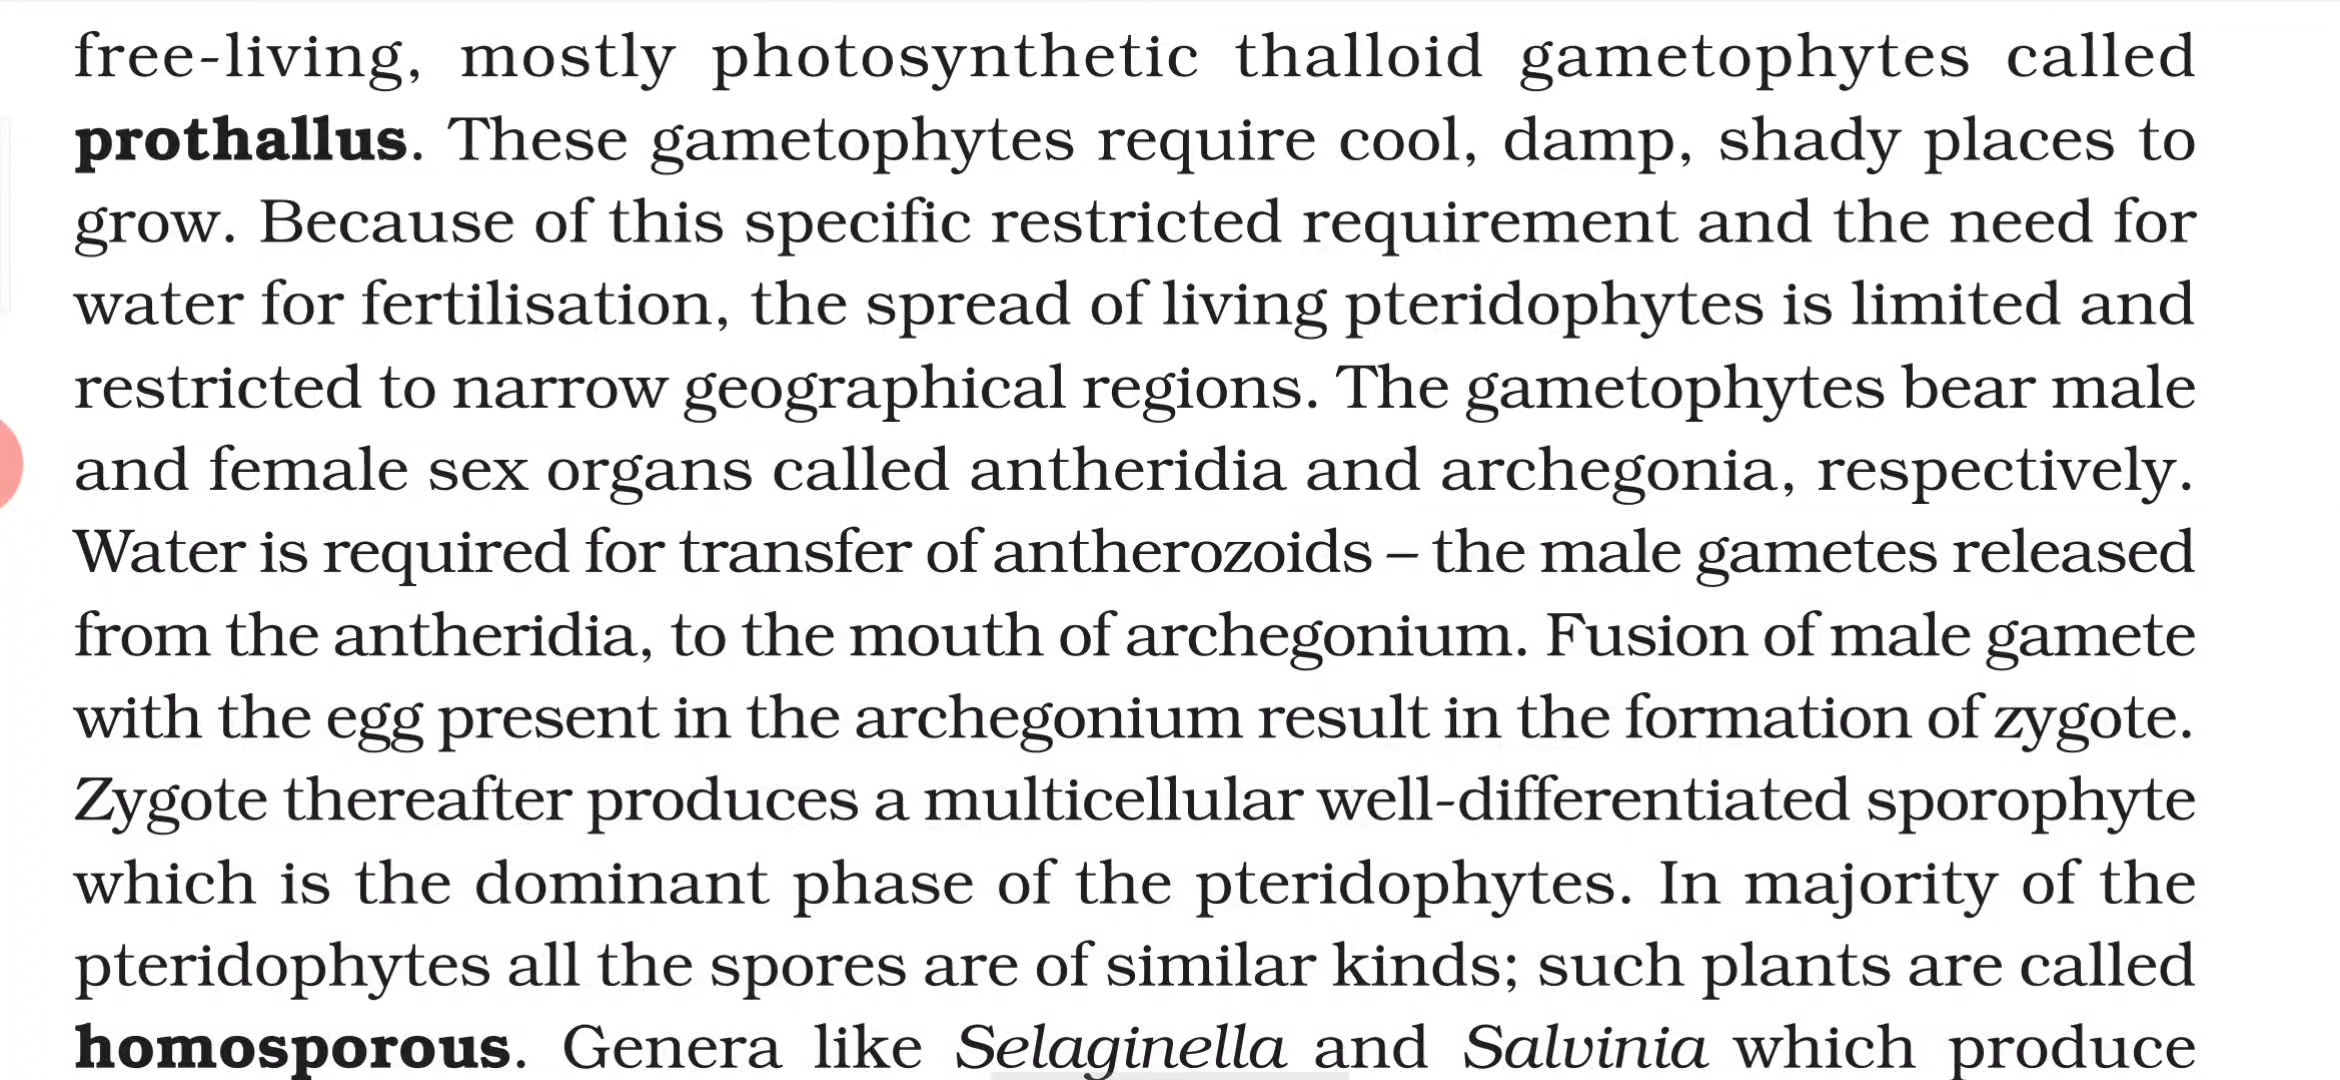 free-living, mostly photosynthetic thalloid gametophytes called
prothallus. These gametophytes require cool, damp, shady places to
grow. Because of this specific restricted requirement and the need for
water for fertilisation, the spread of living pteridophytes is limited and
restricted to narrow geographical regions. The gametophytes bear male
and female sex organs called antheridia and archegonia, respectively.
Water is required for transfer of antherozoids – the male gametes released
from the antheridia, to the mouth of archegonium. Fusion of male gamete
with the egg present in the archegonium result in the formation of zygote.
Zygote thereafter produces a multicellular well-differentiated sporophyte
which is the dominant phase of the pteridophytes. In majority of the
pteridophytes all the spores are of similar kinds; such plants are called
homosporous. Genera like Selaginella and Salvinia which produce